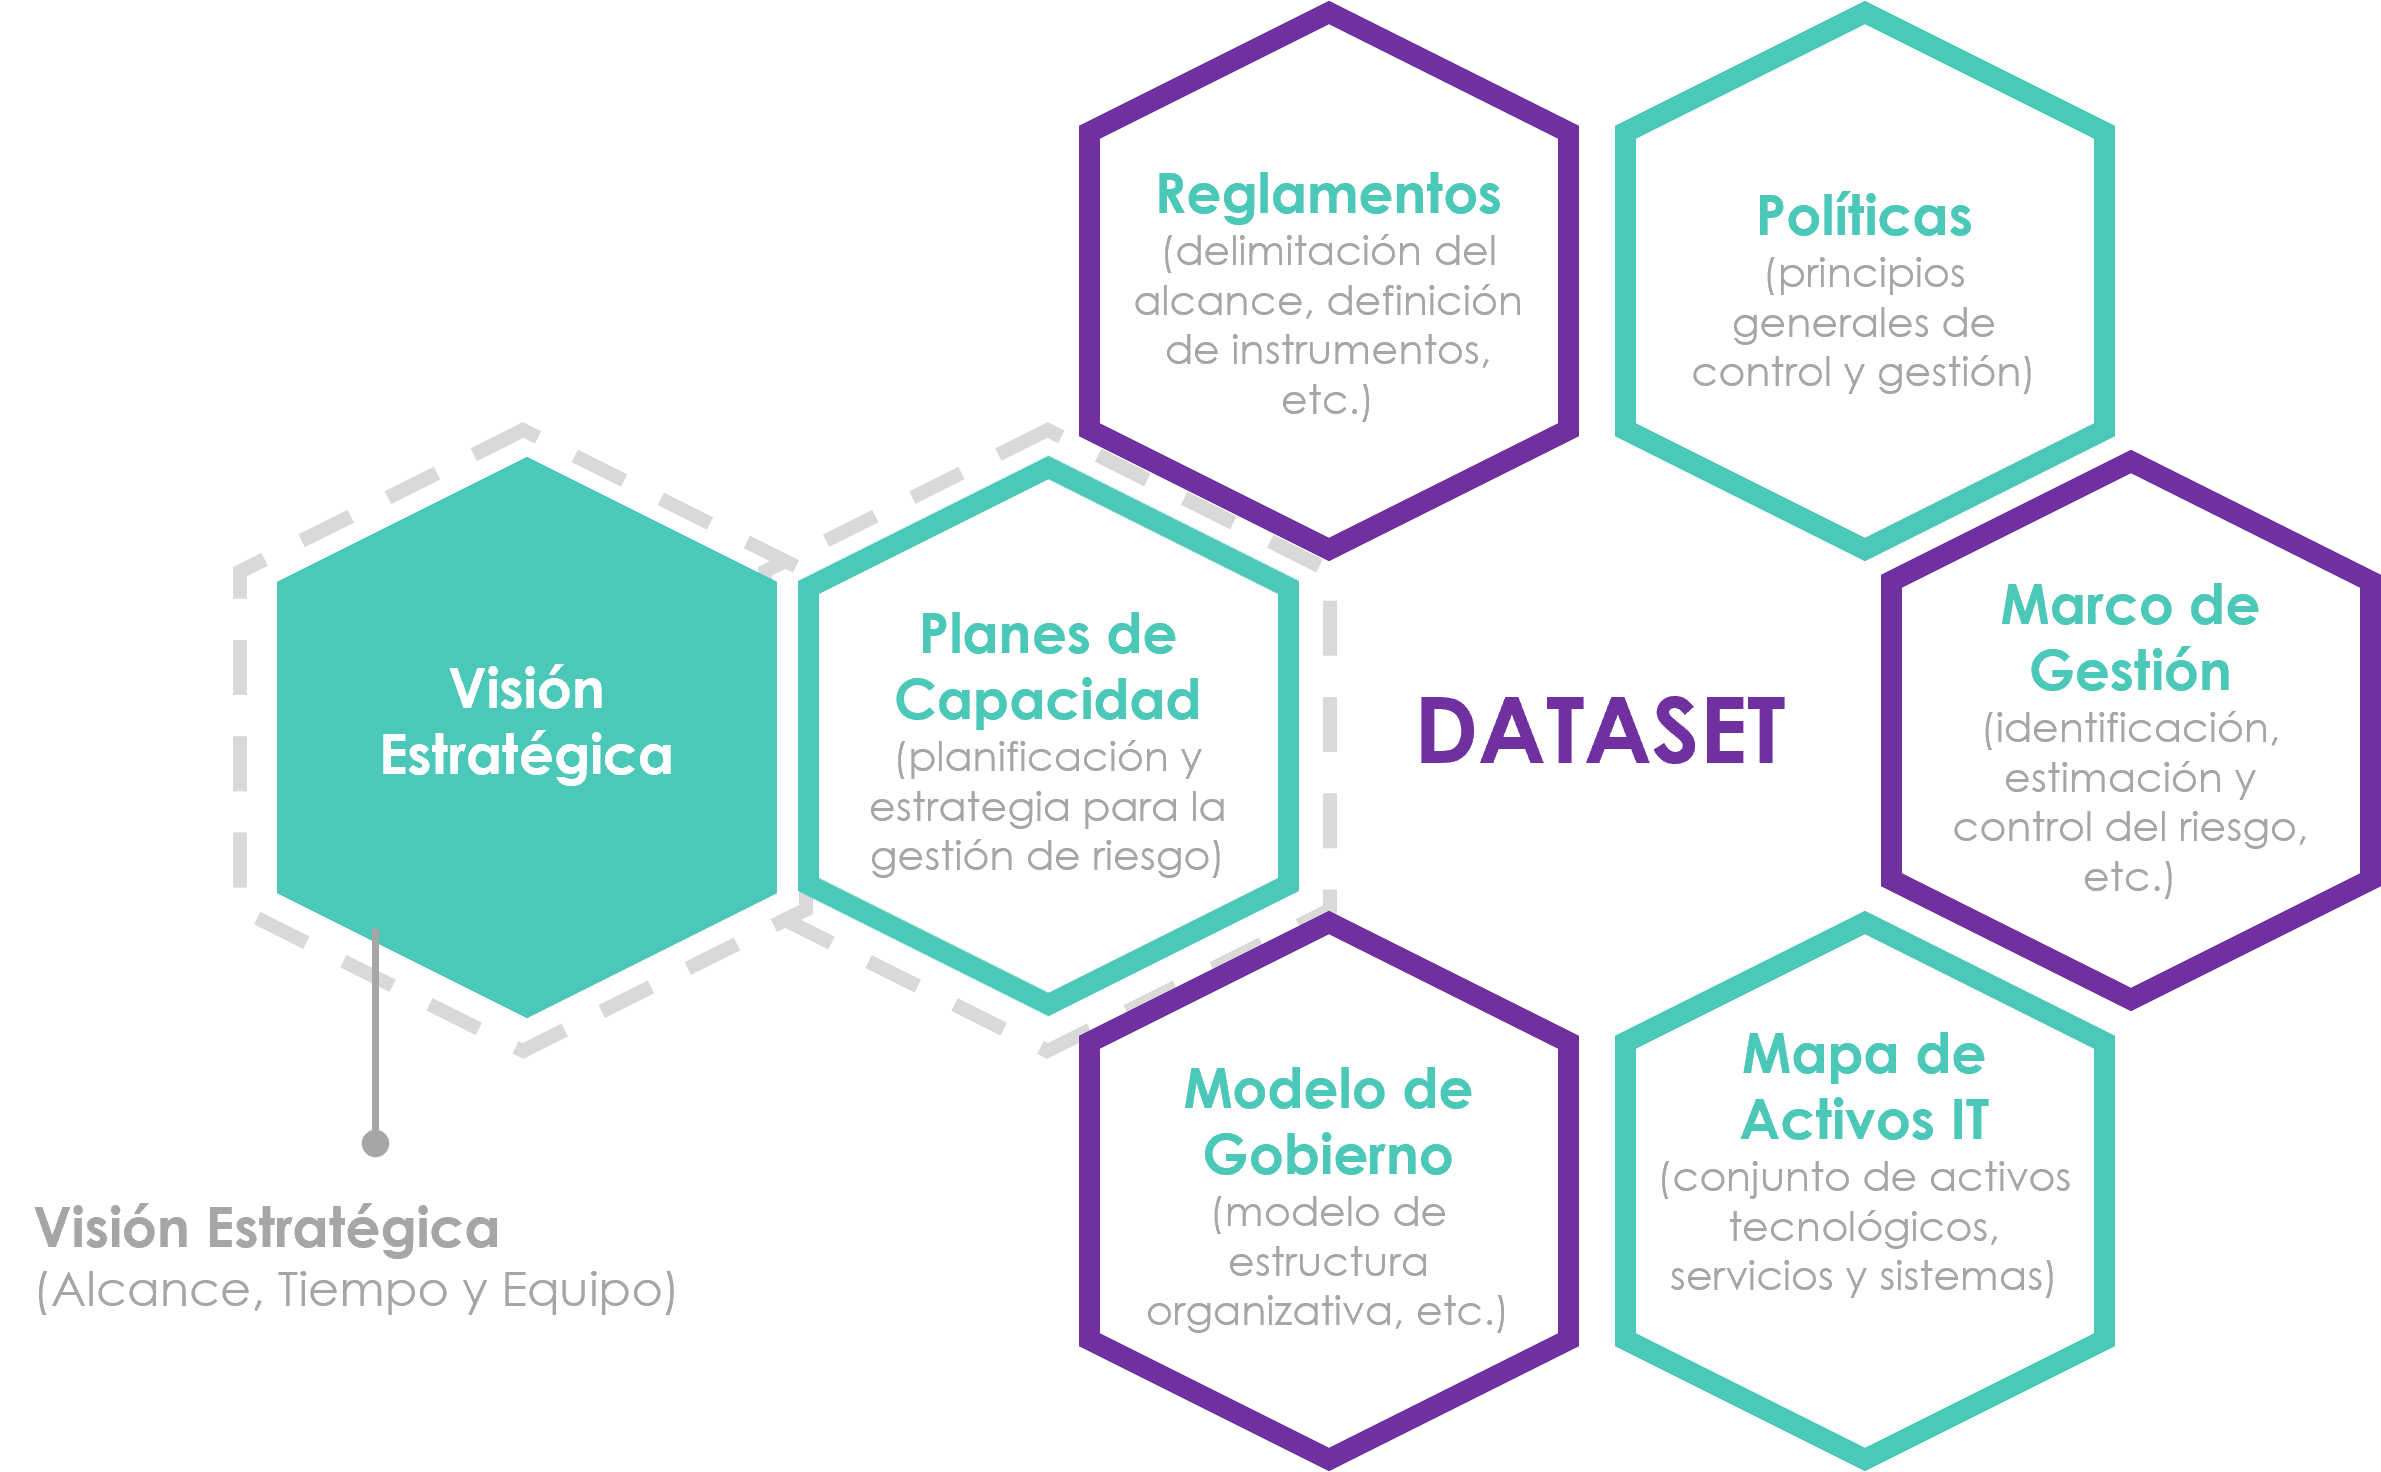 Reglamentos
(delimitación del
alcance, definición
de instrumentos,
etc.)
Políticas
(principios
generales de
control y gestión)
Visión
Estratégica
Planes de
Capacidad
(planificación y
estrategia para la
gestión de riesgo)
DATASET
Marco de
Gestión
(identificación,
estimación y
control del riesgo,
etc.)
Modelo de
Gobierno
(modelo de
estructura
organizativa, etc.)
Mapa de
Activos IT
(conjunto de activos
tecnológicos,
servicios y sistemas)
Visión Estratégica
(Alcance, Tiempo y Equipo)